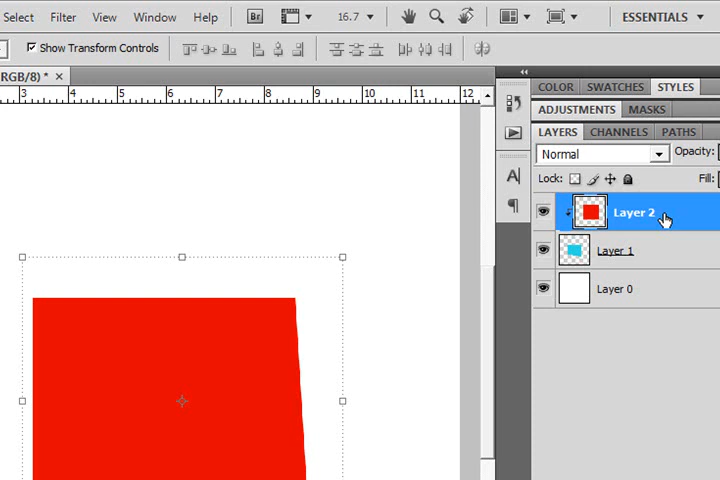 Select Filter View Window Help Br 16.7 ESSENTIALS
Show Transform Controls
RGB/8) * ×
3 4 5 6 7 8 9 10 11 12
COLOR SWATCHES STYLES
ADJUSTMENTS MASKS
LAYERS CHANNELS PATHS
Normal Opacity:
Lock: Fill:
Layer 2
Layer 1
Layer 0
A